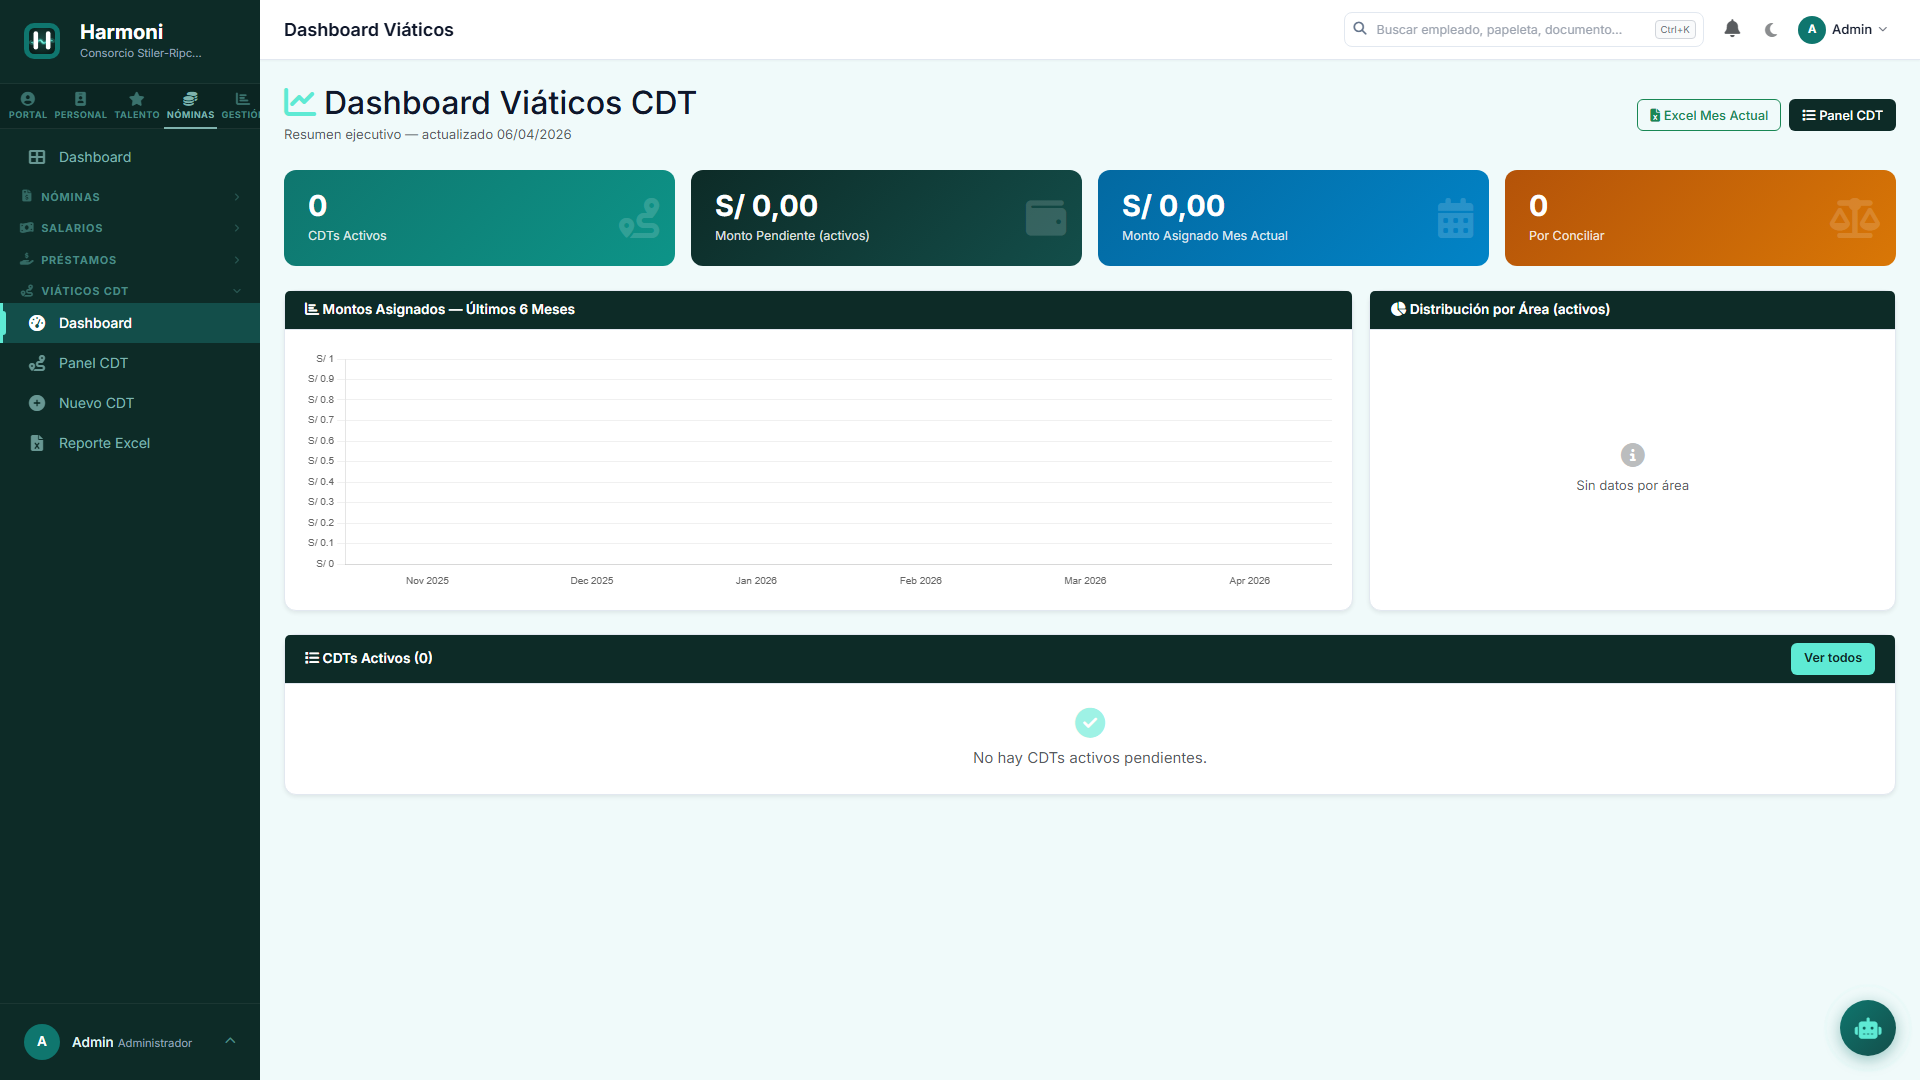 Harmoni
Consorcio Stiler-Ripc...
PORTAL
PERSONAL
TALENTO
NÓMINAS
GESTIÓ
Dashboard
NÓMINAS
SALARIOS
PRÉSTAMOS
VIÁTICOS CDT
Dashboard
Panel CDT
Nuevo CDT
Reporte Excel
A
Admin Administrador
Dashboard Viáticos
Buscar empleado, papeleta, documento...
Ctrl+K
A
Admin
Dashboard Viáticos CDT
Resumen ejecutivo — actualizado 06/04/2026
Excel Mes Actual
Panel CDT
0
CDTs Activos
S/ 0,00
Monto Pendiente (activos)
S/ 0,00
Monto Asignado Mes Actual
0
Por Conciliar
Montos Asignados — Últimos 6 Meses
S/ 1
S/ 0.9
S/ 0.8
S/ 0.7
S/ 0.6
S/ 0.5
S/ 0.4
S/ 0.3
S/ 0.2
S/ 0.1
S/ 0
Nov 2025
Dec 2025
Jan 2026
Feb 2026
Mar 2026
Apr 2026
Distribución por Área (activos)
Sin datos por área
CDTs Activos (0)
Ver todos
No hay CDTs activos pendientes.